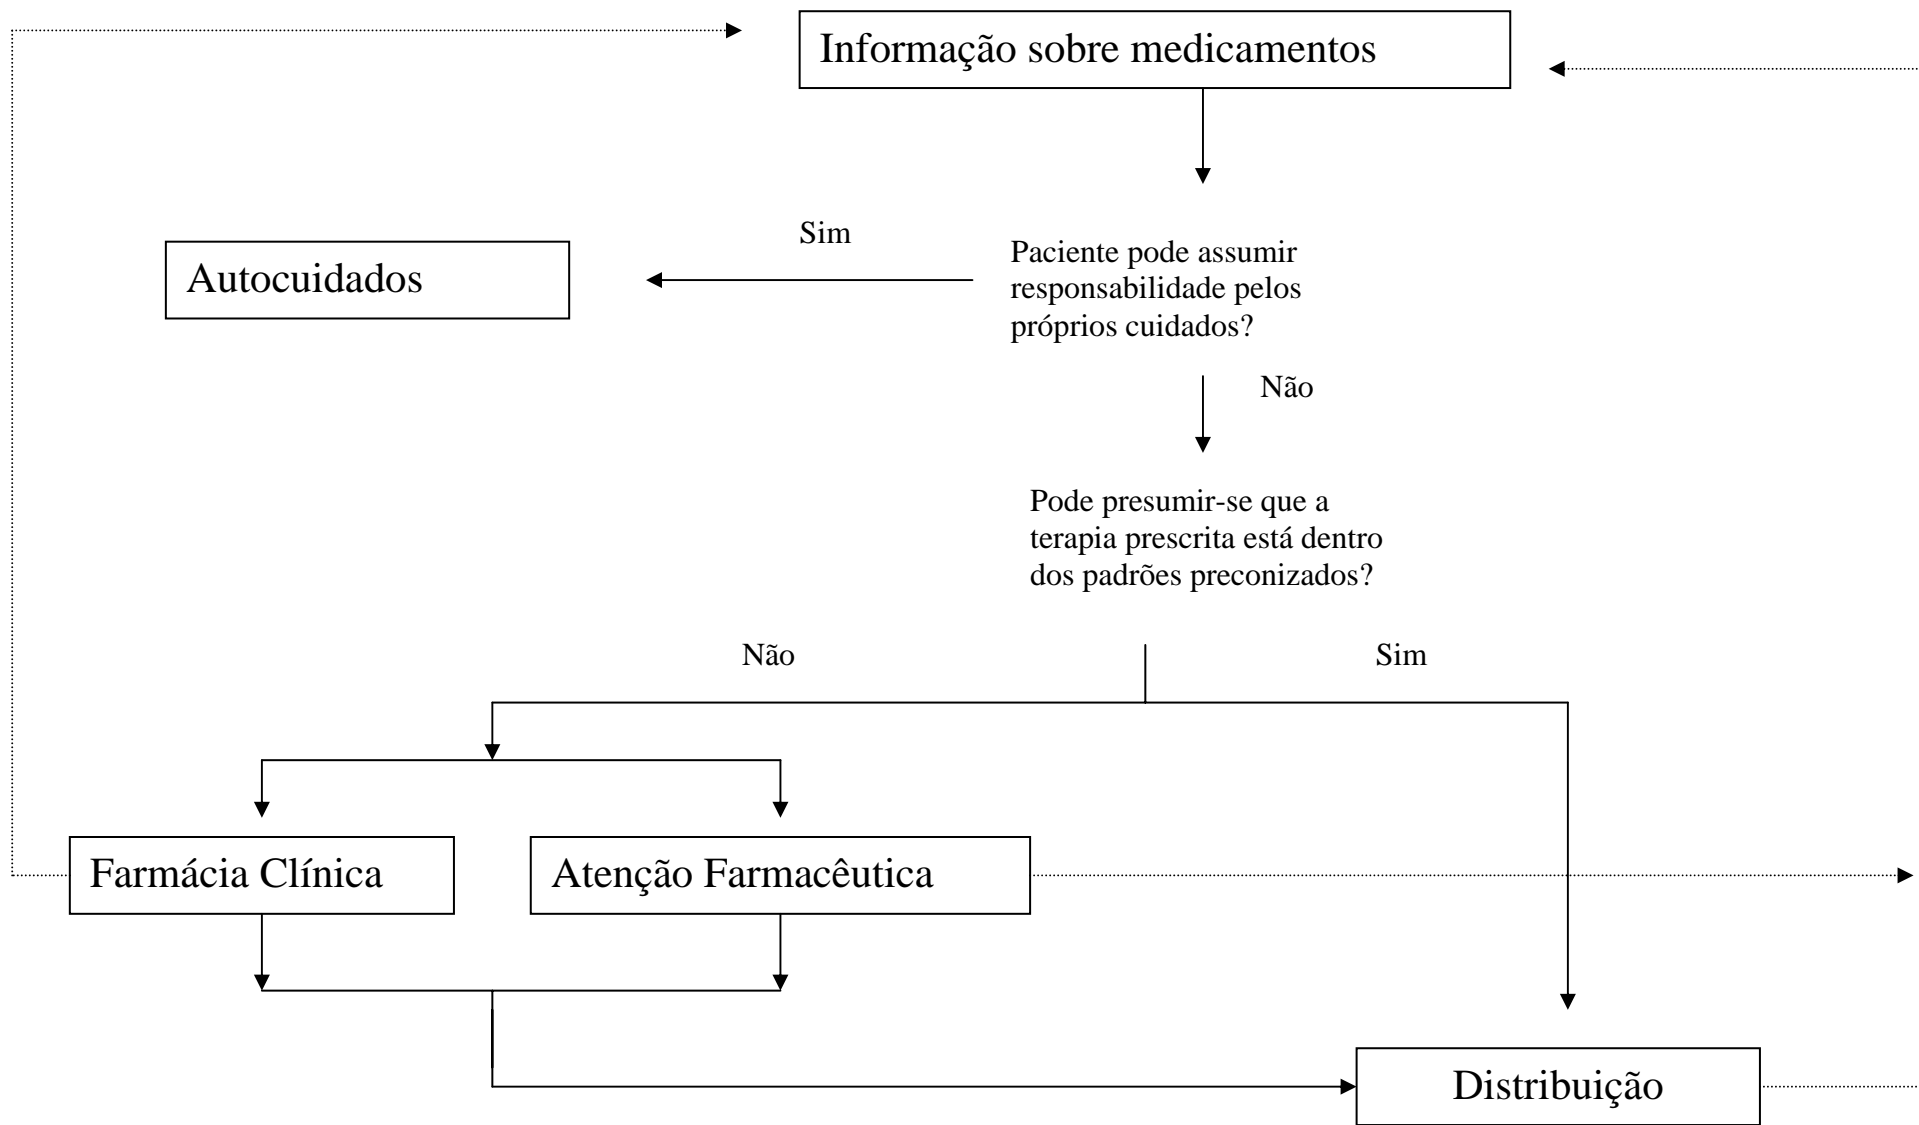 Informação sobre medicamentos
Sim
Autocuidados
Paciente pode assumir
responsabilidade pelos
próprios cuidados?
Não
Pode presumir-se que a
terapia prescrita está dentro
dos padrões preconizados?
Não
Sim
Farmácia Clínica
Atenção Farmacêutica
Distribuição